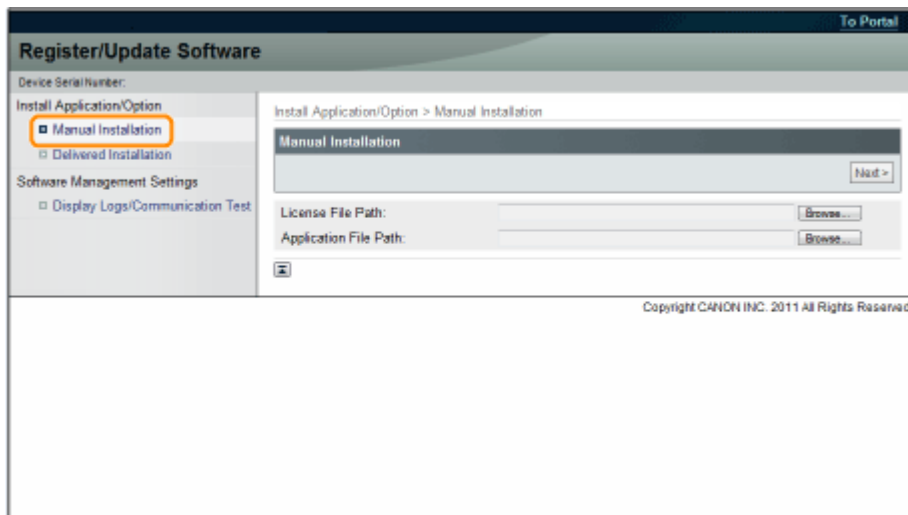 To Portal
Register/Update Software
Device Serial Number:
Install Application/Option
Manual Installation
Delivered Installation
Software Management Settings
Display Logs/Communication Test
Install Application/Option > Manual Installation
Manual Installation
Next >
License File Path:
Browse...
Application File Path:
Browse...
Copyright CANON INC. 2011 All Rights Reserved